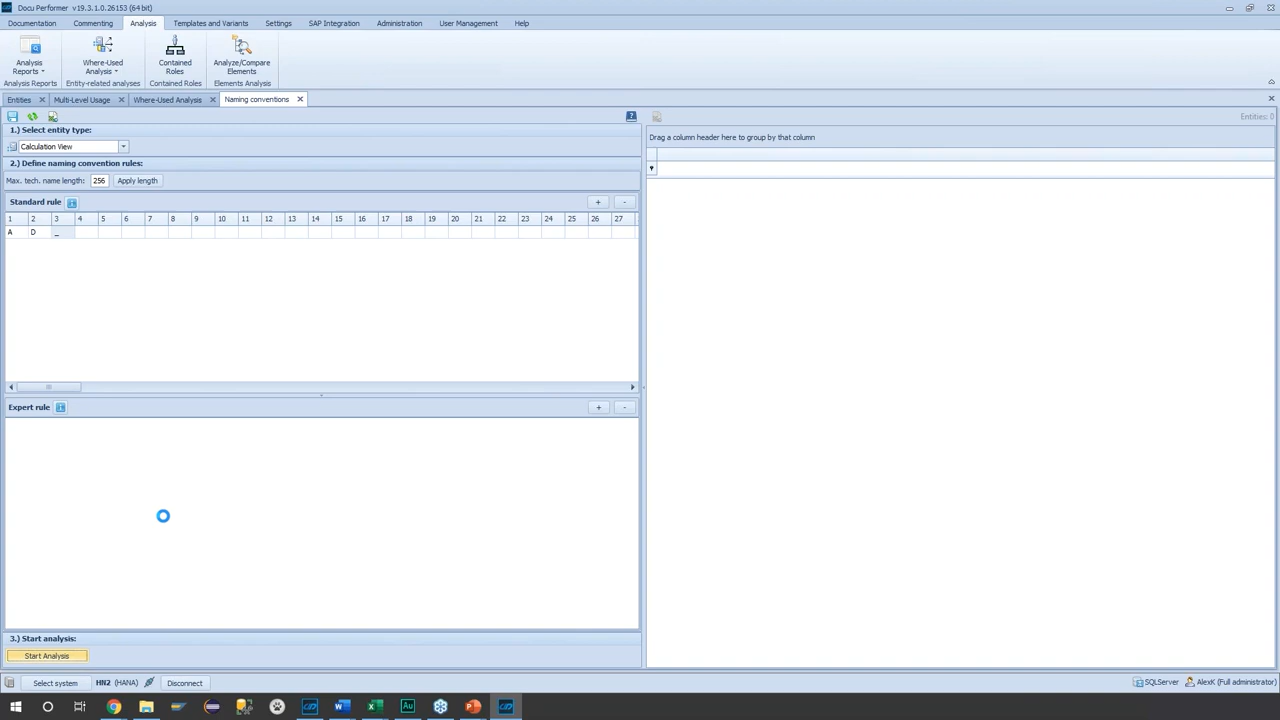 Docu Performer v19.3.1.0.26153 (64 bit)
Documentation Commenting Analysis Templates and Variants Settings SAP Integration Administration User Management Help
Analysis Reports
Where-Used Analysis
Contained Roles
Analyze/Compare Elements
Analysis Reports Entity-related analyses Contained Roles Elements Analysis
Entities Multi-Level Usage Where-Used Analysis Naming conventions
Entities: 0
1.) Select entity type:
Drag a column header here to group by that column
Calculation View
2.) Define naming convention rules:
Max. tech. name length: 256 Apply length
Standard rule + -
1 2 3 4 5 6 7 8 9 10 11 12 13 14 15 16 17 18 19 20 21 22 23 24 25 26 27
A D _
Expert rule + -
3.) Start analysis:
Start Analysis
Select system HN2 (HANA) Disconnect SQLServer AlexK (Full administrator)